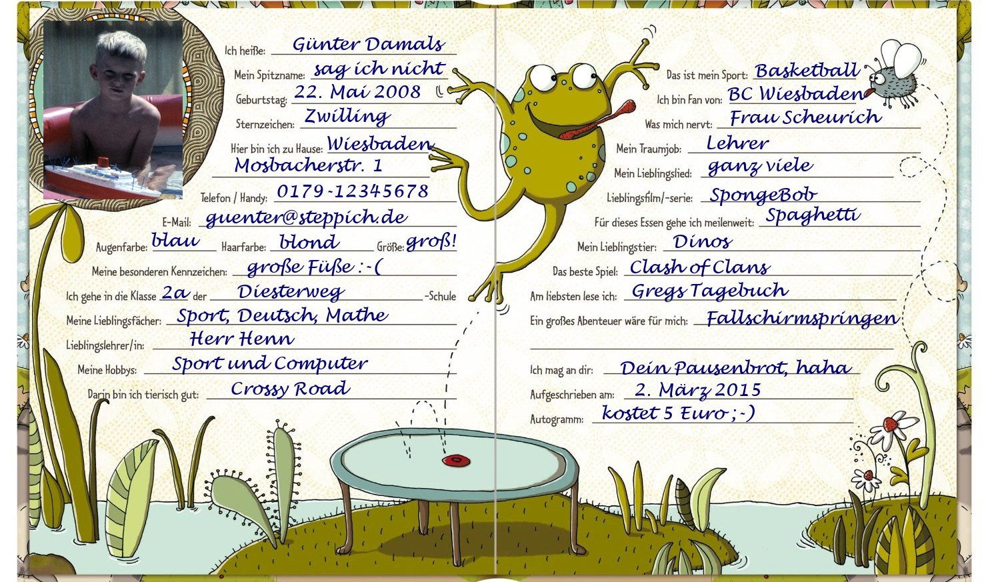 Ich heiße: Günter Damals
Mein Spitzname: sag ich nicht
Geburtstag: 22. Mai 2008
Sternzeichen: Zwilling
Hier bin ich zu Hause: Wiesbaden
Mosbacherstr. 1
Telefon / Handy: 0179-12345678
E-Mail: guenter@steppich.de
Augenfarbe: blau Haarfarbe: blond Größe: groß!
Meine besonderen Kennzeichen: große Füße :-(
Ich gehe in die Klasse 2a der Diesterweg -Schule
Meine Lieblingsfächer: Sport, Deutsch, Mathe
Lieblingslehrer/in: Herr Henn
Meine Hobbys: Sport und Computer
Darin bin ich tierisch gut: Crossy Road
Das ist mein Sport: Basketball
Ich bin Fan von: BC Wiesbaden
Was mich nervt: Frau Scheurich
Mein Traumjob: Lehrer
Mein Lieblingslied: ganz viele
Lieblingsfilm/-serie: SpongeBob
Für dieses Essen gehe ich meilenweit: Spaghetti
Mein Lieblingstier: Dinos
Das beste Spiel: Clash of Clans
Am liebsten lese ich: Gregs Tagebuch
Ein großes Abenteuer wäre für mich: Fallschirmspringen
Ich mag an dir: Dein Pausenbrot, haha
Aufgeschrieben am: 2. März 2015
Autogramm: kostet 5 Euro ;-)